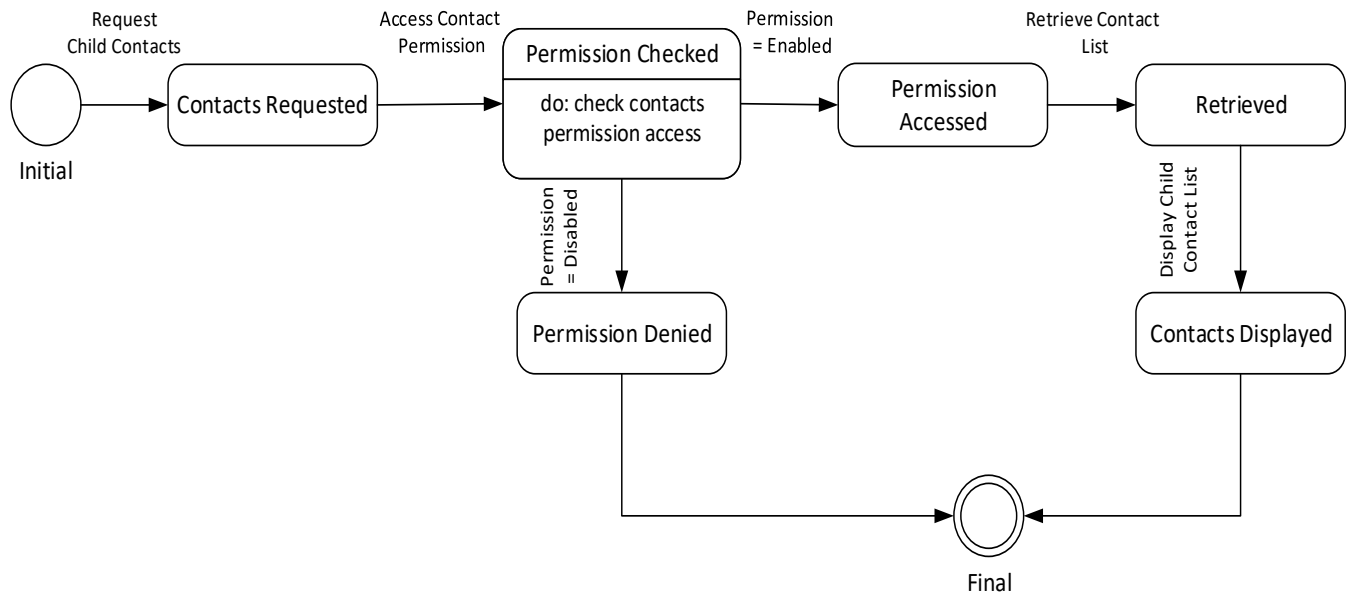 Request
Child Contacts
Access Contact
Permission
Permission
= Enabled
Retrieve Contact
List
Initial
Contacts Requested
Permission Checked
do: check contacts
permission access
Permission
Accessed
Retrieved
Permission
= Disabled
Display Child
Contact List
Permission Denied
Contacts Displayed
Final